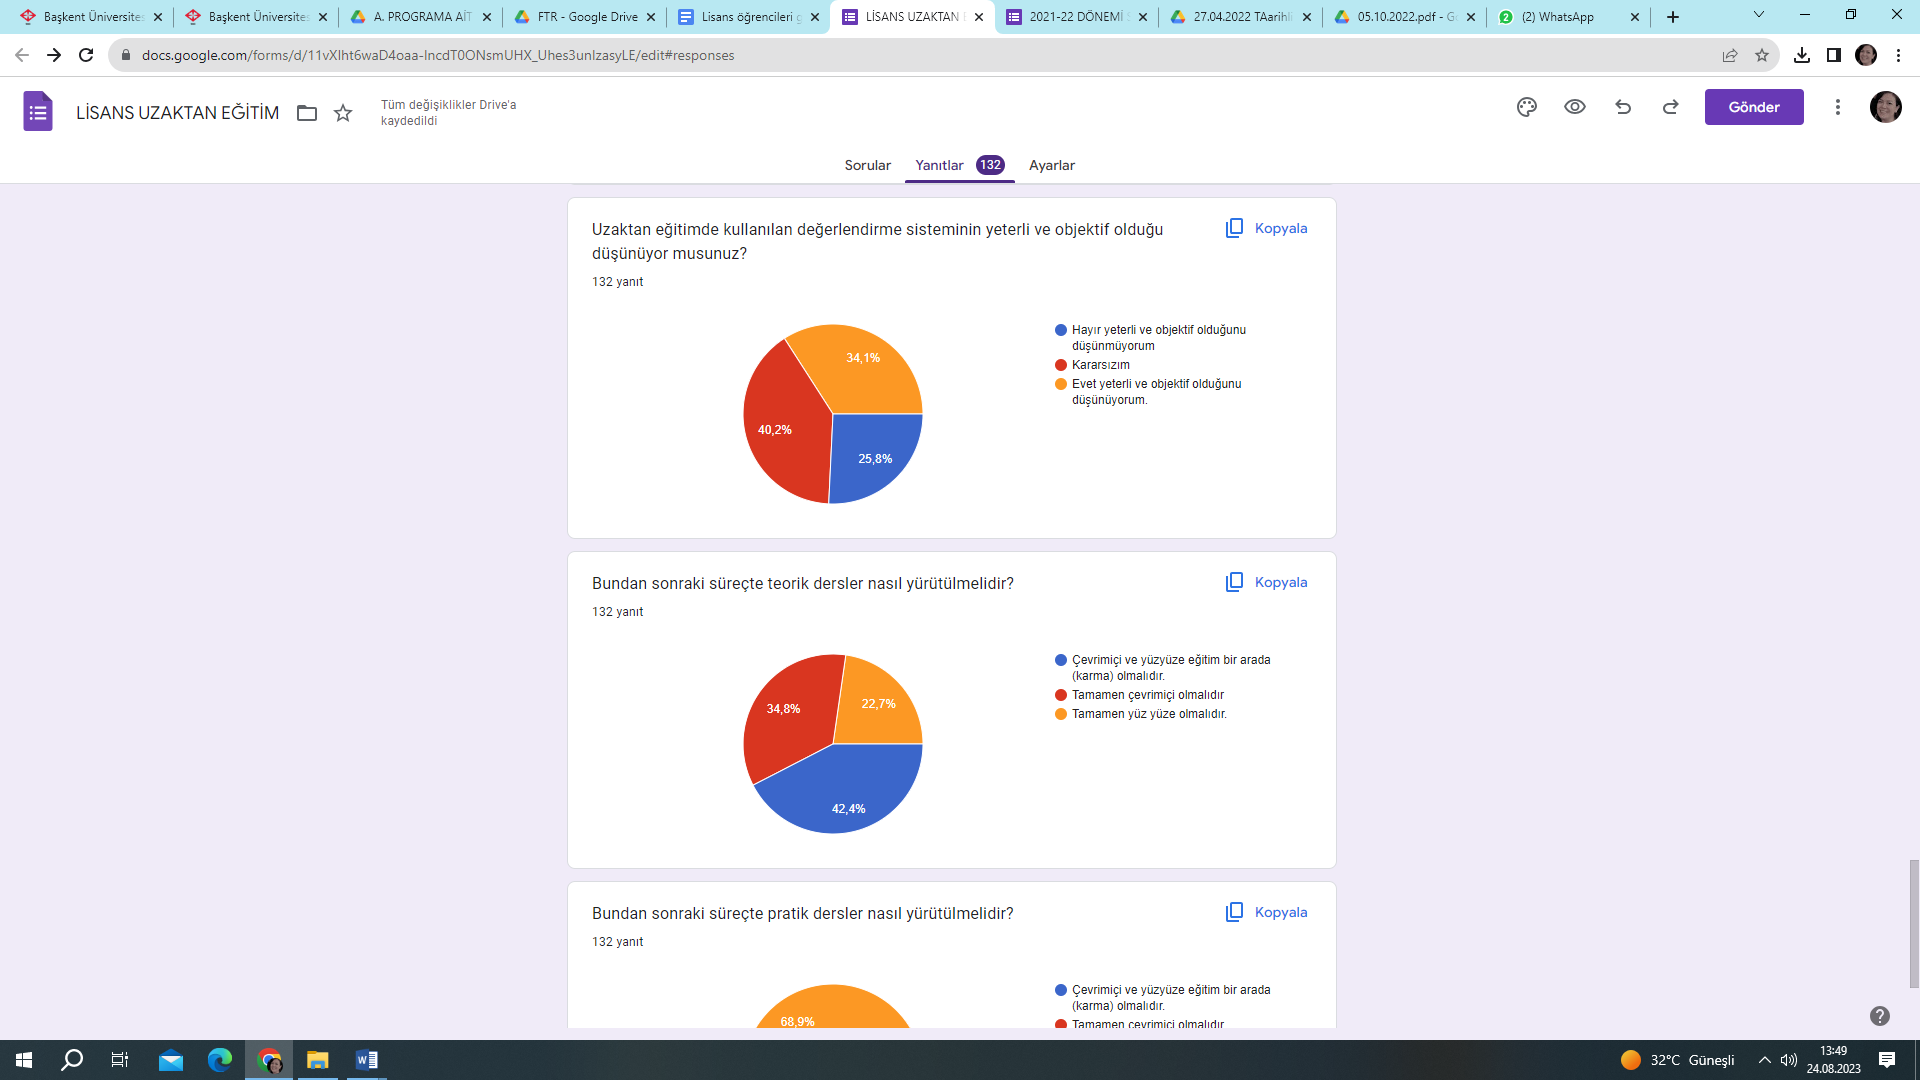 Başkent Üniversites
Başkent Üniversites
A. PROGRAMA AİT
FTR - Google Drive
Lisans öğrencileri g
LİSANS UZAKTAN
2021-22 DÖNEMİ
27.04.2022 TAarihli
05.10.2022.pdf - Go
(2) WhatsApp
docs.google.com/forms/d/11vXIht6waD4oaa-IncdT0ONsmUHX_Uhes3unIzasyLE/edit#responses
LİSANS UZAKTAN EĞİTİM
Tüm değişiklikler Drive'a
kaydedildi
Gönder
Sorular
Yanıtlar 132
Ayarlar
Uzaktan eğitimde kullanılan değerlendirme sisteminin yeterli ve objektif olduğu
düşünüyor musunuz?
Kopyala
132 yanıt
34,1%
40,2%
25,8%
Hayır yeterli ve objektif olduğunu
düşünmüyorum
Kararsızım
Evet yeterli ve objektif olduğunu
düşünüyorum.
Bundan sonraki süreçte teorik dersler nasıl yürütülmelidir?
Kopyala
132 yanıt
34,8%
22,7%
42,4%
Çevrimiçi ve yüzyüze eğitim bir arada
(karma) olmalıdır.
Tamamen çevrimiçi olmalıdır
Tamamen yüz yüze olmalıdır.
Bundan sonraki süreçte pratik dersler nasıl yürütülmelidir?
Kopyala
132 yanıt
68,9%
Çevrimiçi ve yüzyüze eğitim bir arada
(karma) olmalıdır.
Tamamen çevrimiçi olmalıdır
32°C Güneşli
13:49
24.08.2023